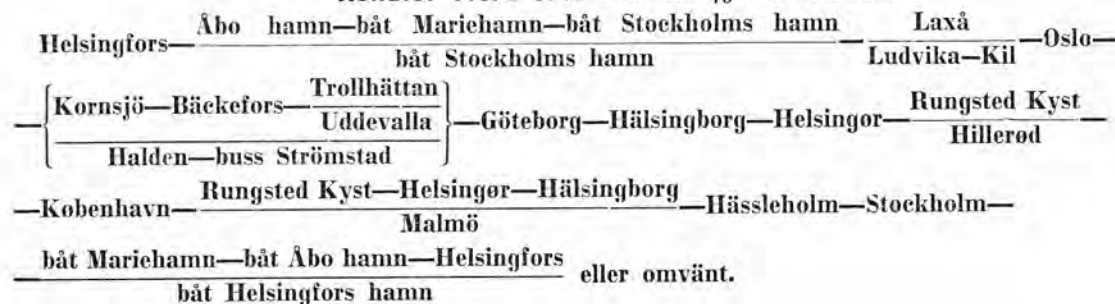 Åbo hamn—båt Mariehamn—båt Stockholms hamn Laxå
Helsingfors— — —Oslo—
båt Stockholms hamn Ludvika—Kil
Trollhättan
Kornsjö—Bäckefors— Rungsted Kyst
Uddevalla
— —Göteborg—Hälsingborg—Helsingør— —
Halden—buss Strömstad Hillerød
Rungsted Kyst—Helsingør—Hälsingborg
—København— —Hässleholm—Stockholm—
Malmö
båt Mariehamn—båt Åbo hamn—Helsingfors
— eller omvänt.
båt Helsingfors hamn